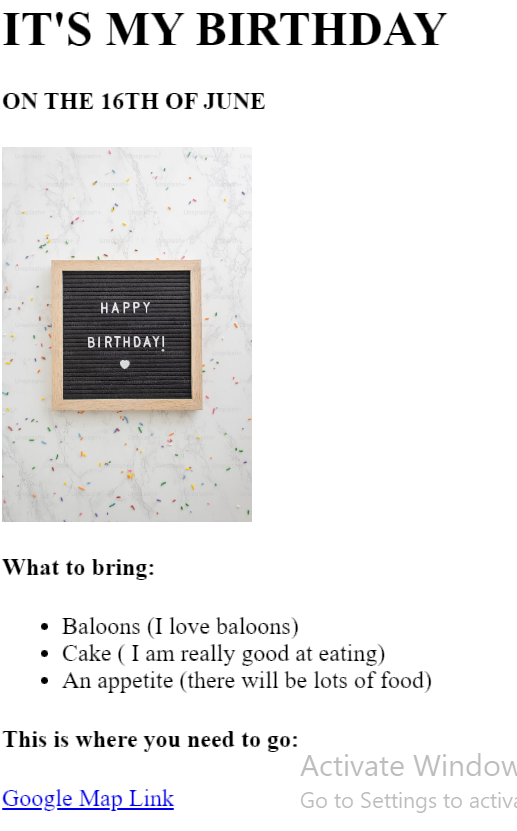 IT'S MY BIRTHDAY
ON THE 16TH OF JUNE
HAPPY
BIRTHDAY!
What to bring:
Baloons (I love baloons)
Cake ( I am really good at eating)
An appetite (there will be lots of food)
This is where you need to go:
Google Map Link
Activate Window
Go to Settings to activa